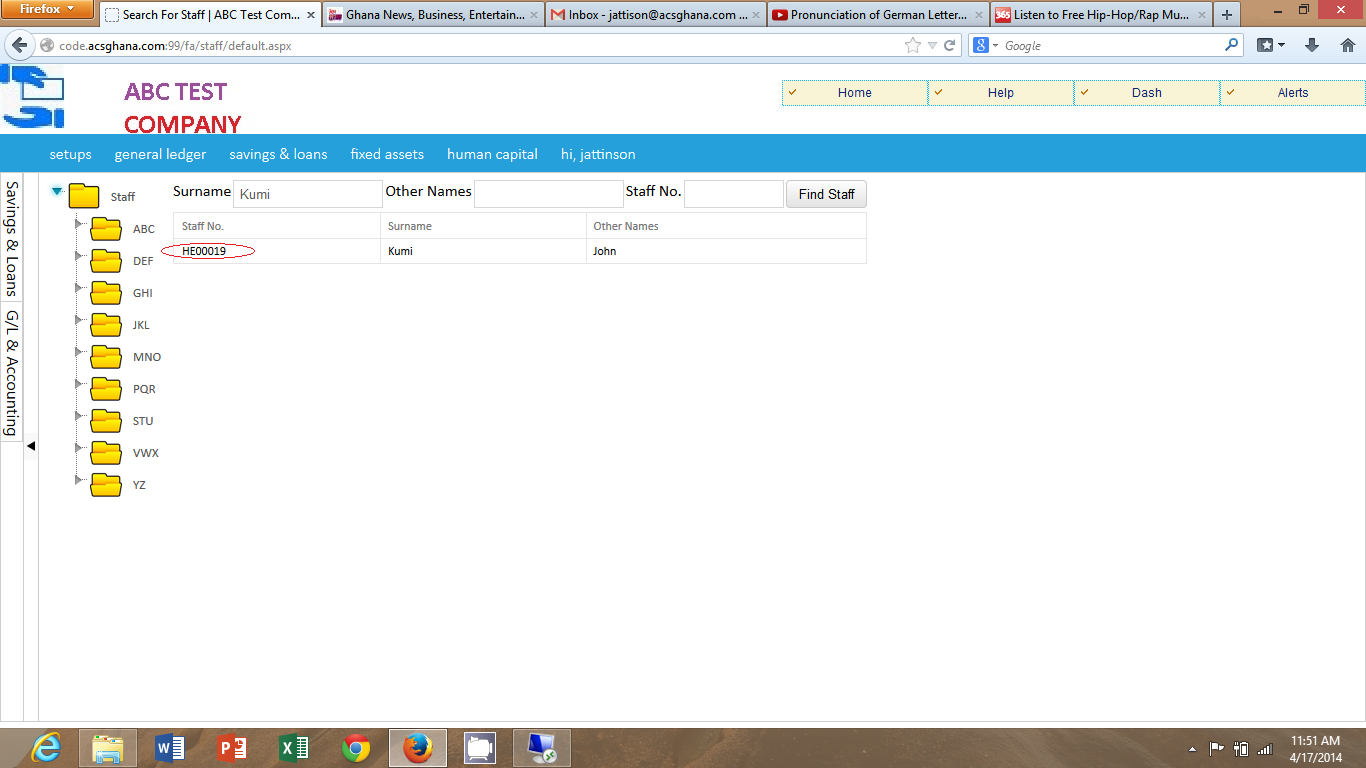 Firefox
Search For Staff | ABC Test Com...
Ghana News, Business, Entertain...
Inbox - jattison@acsghana.com ...
Pronunciation of German Letter...
365 Listen to Free Hip-Hop/Rap Mu...
code.acsghana.com:99/fa/staff/default.aspx
Google
ABC TEST
COMPANY
Home
Help
Dash
Alerts
setups
general ledger
savings & loans
fixed assets
human capital
hi, jattinson
Savings & Loans
G/L & Accounting
Staff
ABC
DEF
GHI
JKL
MNO
PQR
STU
VWX
YZ
Surname Kumi Other Names Staff No. Find Staff
Staff No. Surname Other Names
HE00019 Kumi John
11:51 AM
4/17/2014